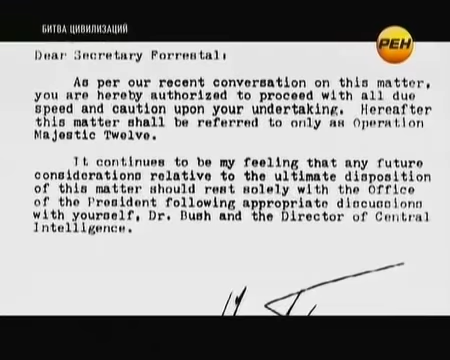 БИТВА ЦИВИЛИЗАЦИЙ
РЕН
Dear Secretary Forrestal:
As per our recent conversation on this matter,
you are hereby authorized to proceed with all due
speed and caution upon your undertaking. Hereafter
this matter shall be referred to only as Operation
Majestic Twelve.
It continues to be my feeling that any future
considerations relative to the ultimate disposition
of this matter should rest solely with the Office
of the President following appropriate discussions
with yourself, Dr. Bush and the Director of Central
Intelligence.